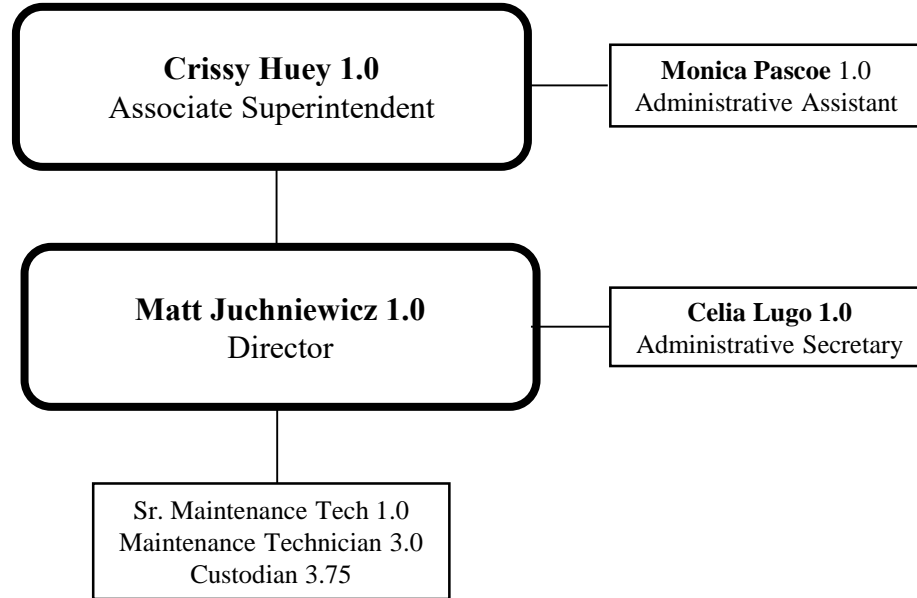 Crissy Huey 1.0
Associate Superintendent
Monica Pascoe 1.0
Administrative Assistant
Matt Juchniewicz 1.0
Director
Celia Lugo 1.0
Administrative Secretary
Sr. Maintenance Tech 1.0
Maintenance Technician 3.0
Custodian 3.75